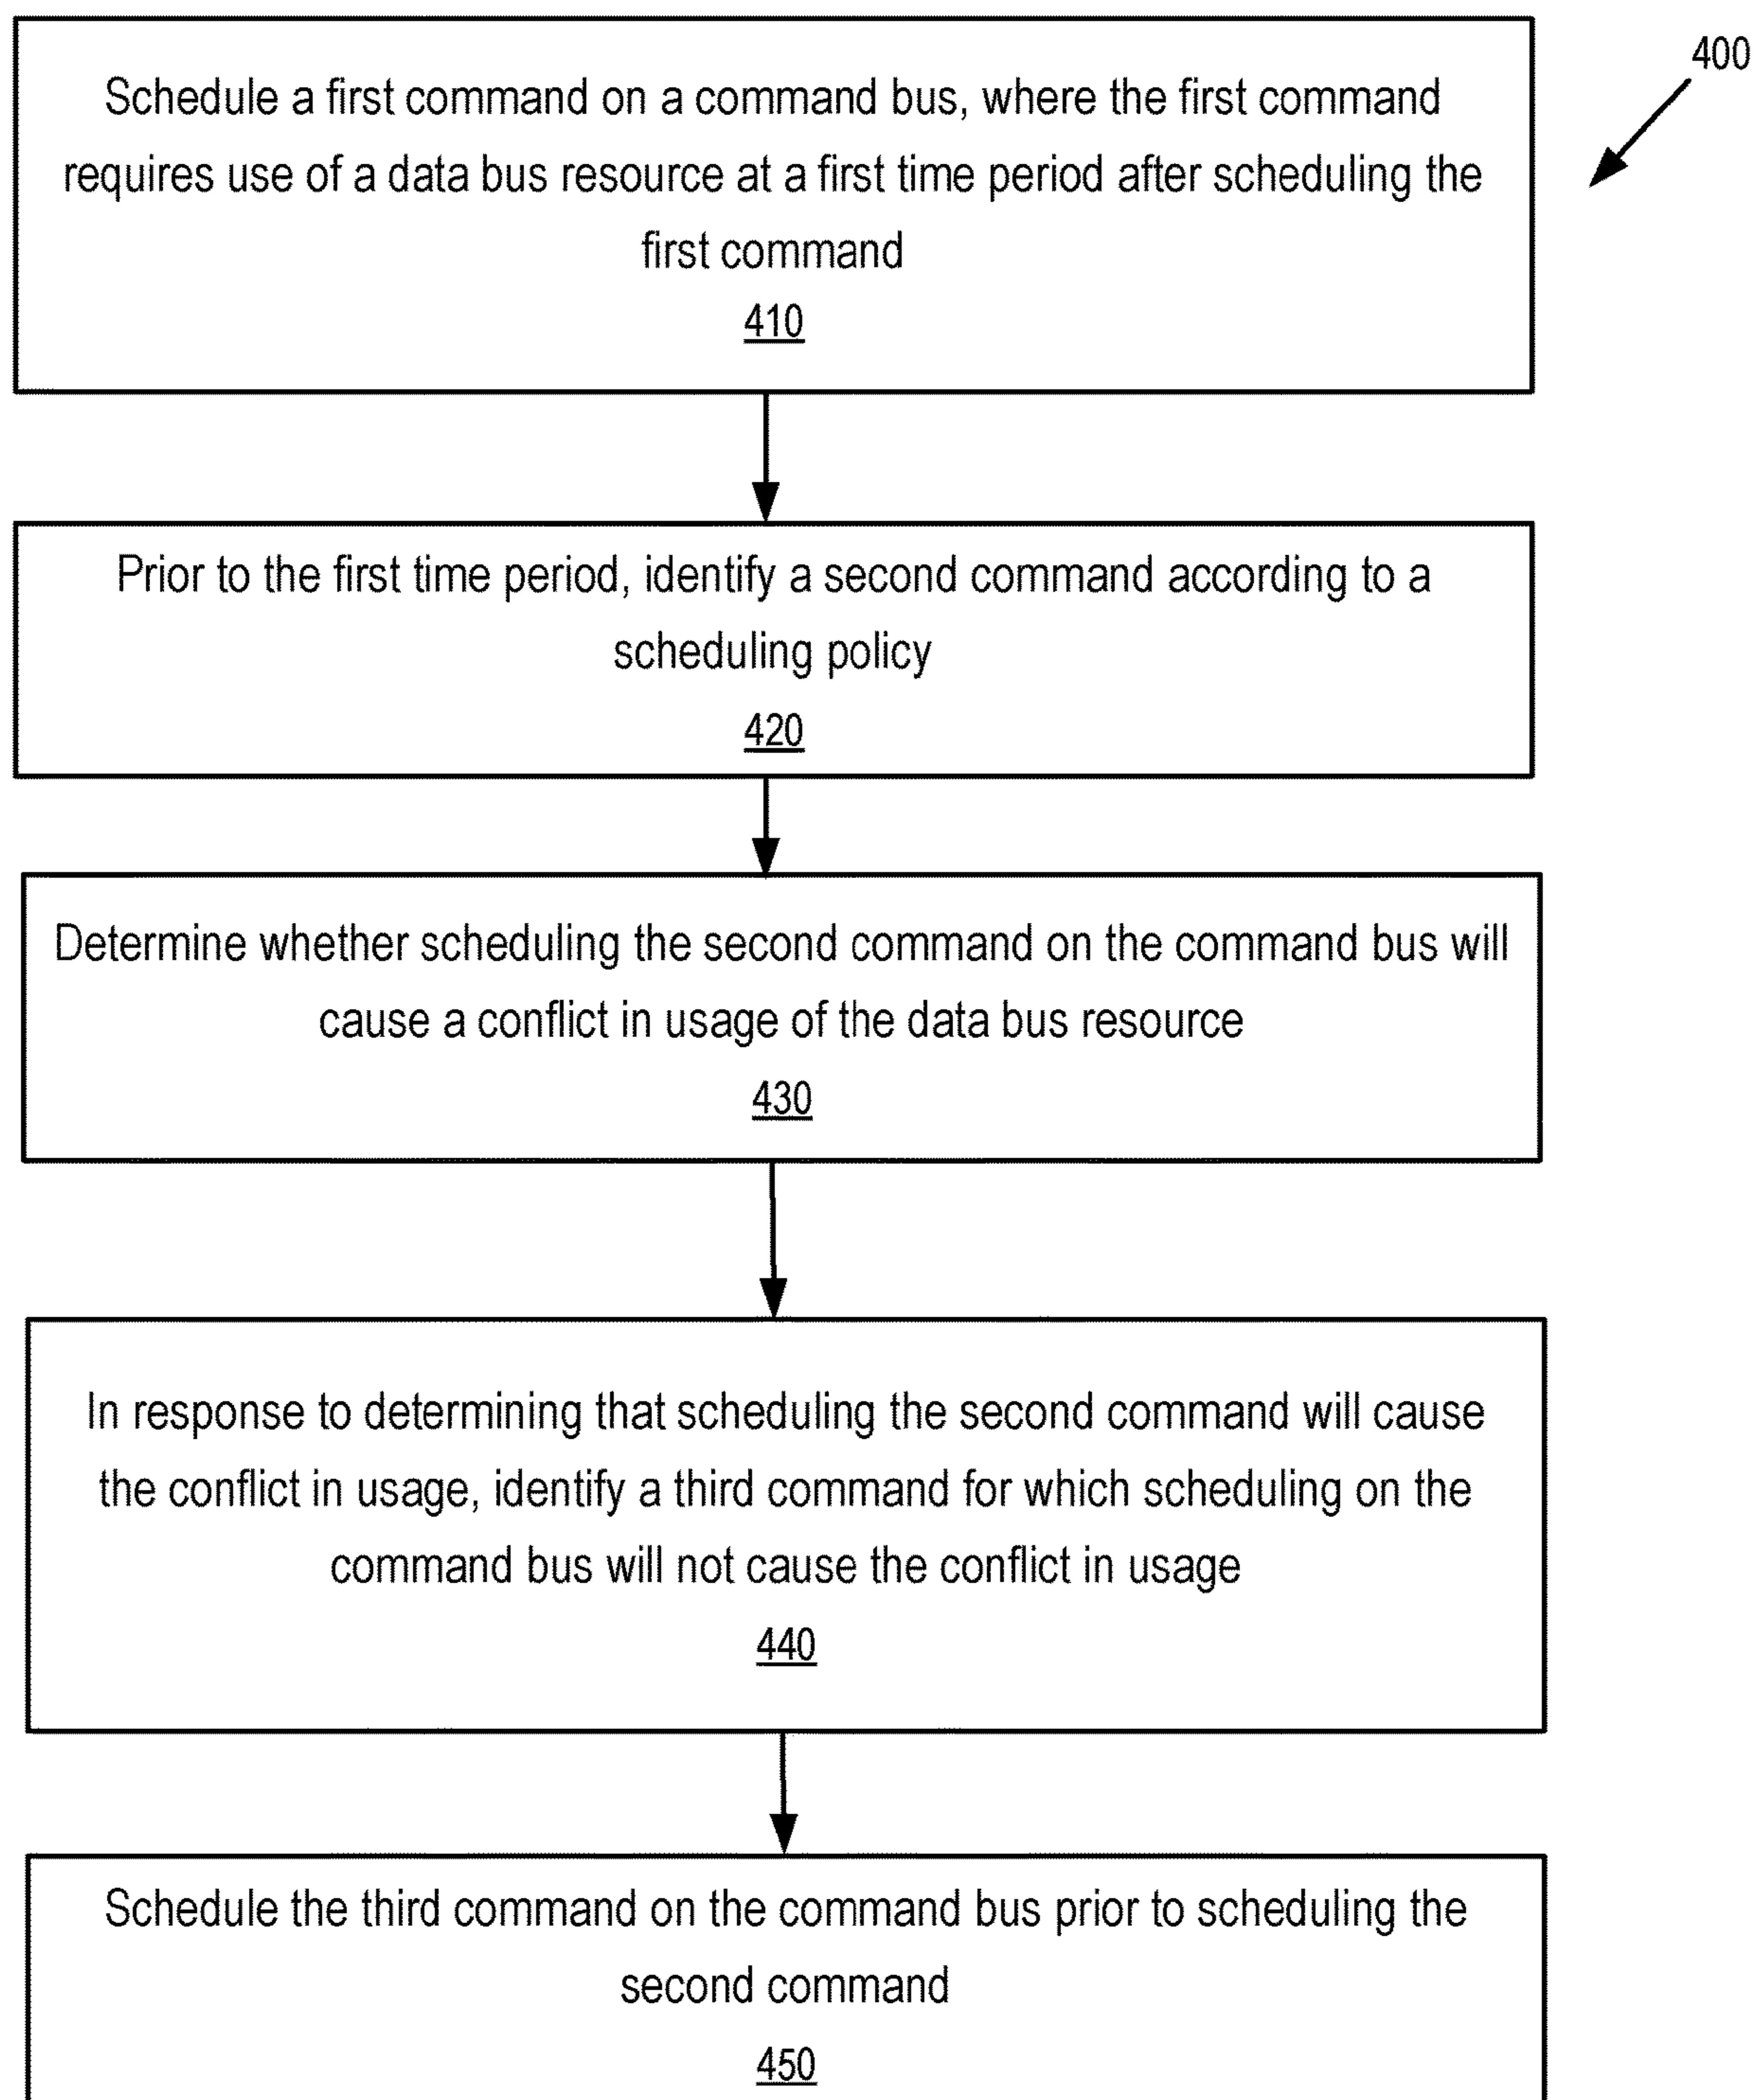 400
Schedule a first command on a command bus, where the first command
requires use of a data bus resource at a first time period after scheduling the
first command
410
Prior to the first time period, identify a second command according to a
scheduling policy
420
Determine whether scheduling the second command on the command bus will
cause a conflict in usage of the data bus resource
430
In response to determining that scheduling the second command will cause
the conflict in usage, identify a third command for which scheduling on the
command bus will not cause the conflict in usage
440
Schedule the third command on the command bus prior to scheduling the
second command
450